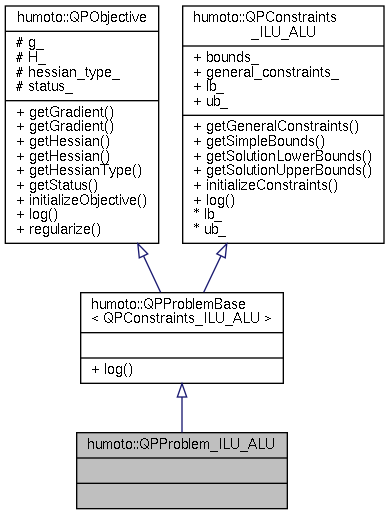 humoto::QPObjective
# g_
# H_
# hessian_type_
# status_
+ getGradient()
+ getGradient()
+ getHessian()
+ getHessian()
+ getHessianType()
+ getStatus()
+ initializeObjective()
+ log()
+ regularize()
humoto::QPConstraints
_ILU_ALU
+ bounds_
+ general_constraints_
+ lb_
+ ub_
+ getGeneralConstraints()
+ getSimpleBounds()
+ getSolutionLowerBounds()
+ getSolutionUpperBounds()
+ initializeConstraints()
+ log()
* lb_
* ub_
humoto::QPProblemBase
< QPConstraints_ILU_ALU >
+ log()
humoto::QPProblem_ILU_ALU